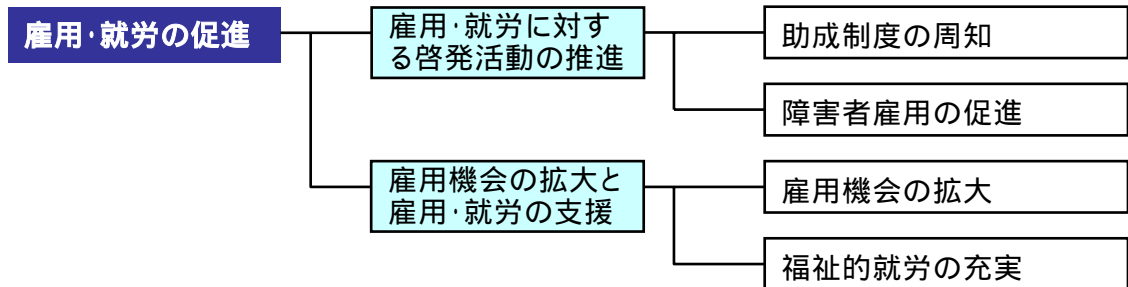 雇用・就労の促進
雇用・就労に対す
る啓発活動の推進
助成制度の周知
障害者雇用の促進
雇用機会の拡大と
雇用・就労の支援
雇用機会の拡大
福祉的就労の充実